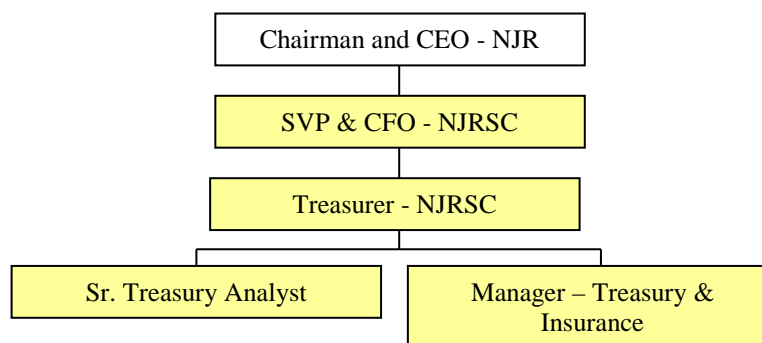 Chairman and CEO - NJR
SVP & CFO - NJRSC
Treasurer - NJRSC
Sr. Treasury Analyst
Manager – Treasury &
Insurance